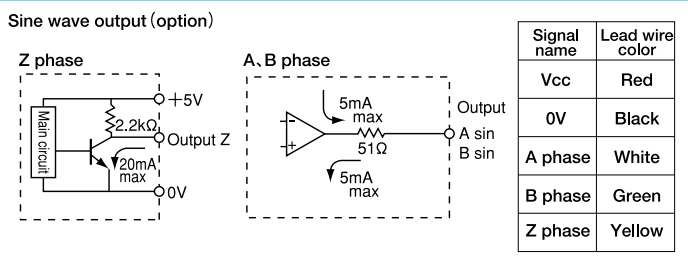 Sine wave output (option)
Z phase
+5V
Main circuit
2.2kΩ
Output Z
20mA
max
0V
A、B phase
5mA
max
Output
51Ω
A sin
B sin
5mA
max
Signal name Lead wire color
Vcc Red
0V Black
A phase White
B phase Green
Z phase Yellow